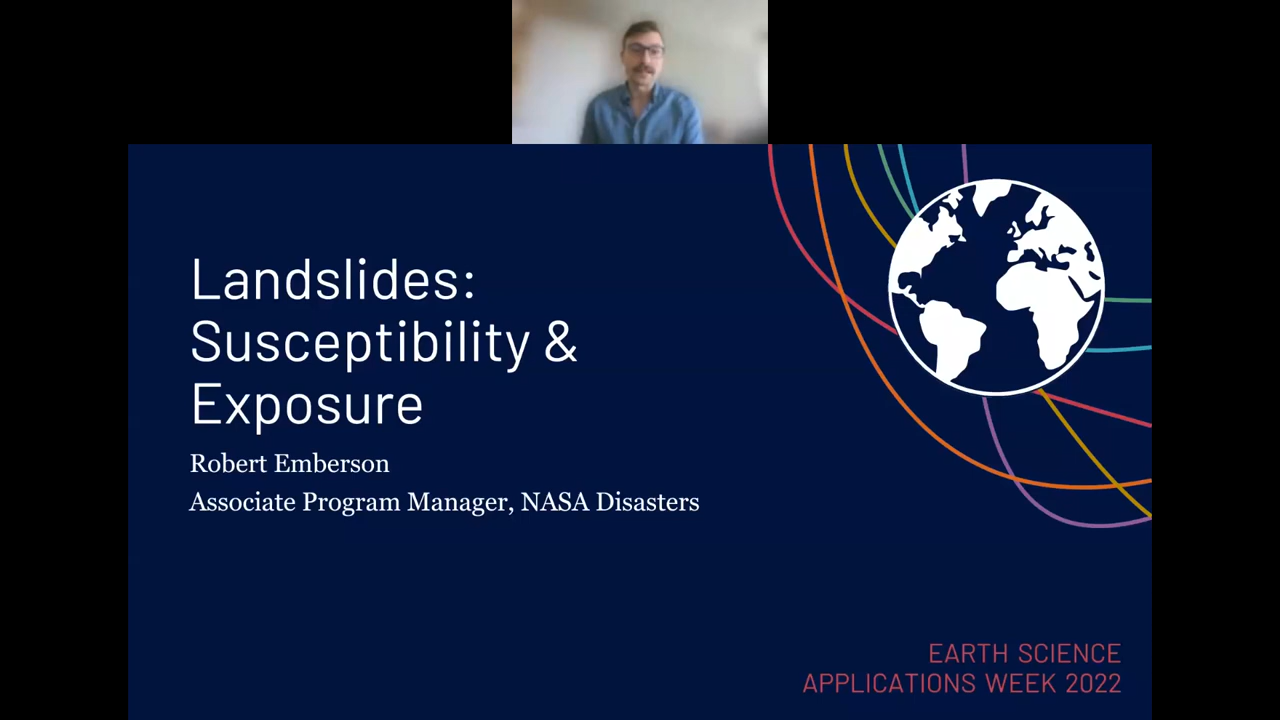 Landslides:
Susceptibility &
Exposure
Robert Emberson
Associate Program Manager, NASA Disasters
EARTH SCIENCE
APPLICATIONS WEEK 2022